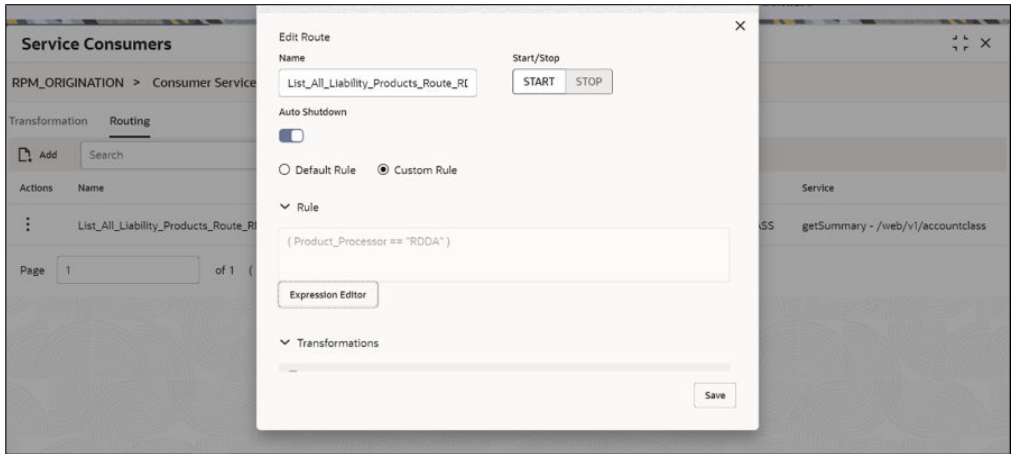 Service Consumers
RPM_ORIGINATION > Consumer Service
Transformation Routing
Add Search
Actions Name Service
List_All_Liability_Products_Route_RI
SS getSummary - /web/v1/accountclass
Page 1 of 1 (
Edit Route
Name Start/Stop
List_All_Liability_Products_Route_RI START STOP
Auto Shutdown
Default Rule Custom Rule
Rule
( Product_Processor == "RDDA" )
Expression Editor
Transformations
Save